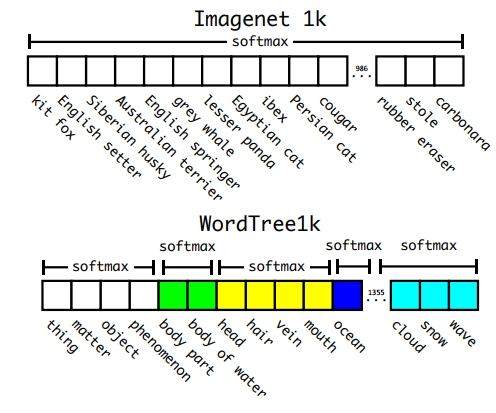 Imagenet 1k
softmax
986
...
kit fox
English setter
Siberian husky
Australian terrier
English springer
grey whale
lesser panda
Egyptian cat
ibex
Persian cat
cougar
rubber eraser
stole
carbonara
WordTree1k
softmax
softmax
softmax
softmax
softmax
1355
...
thing
matter
object
phenomenon
body part
body of water
head
hair
vein
mouth
ocean
cloud
snow
wave